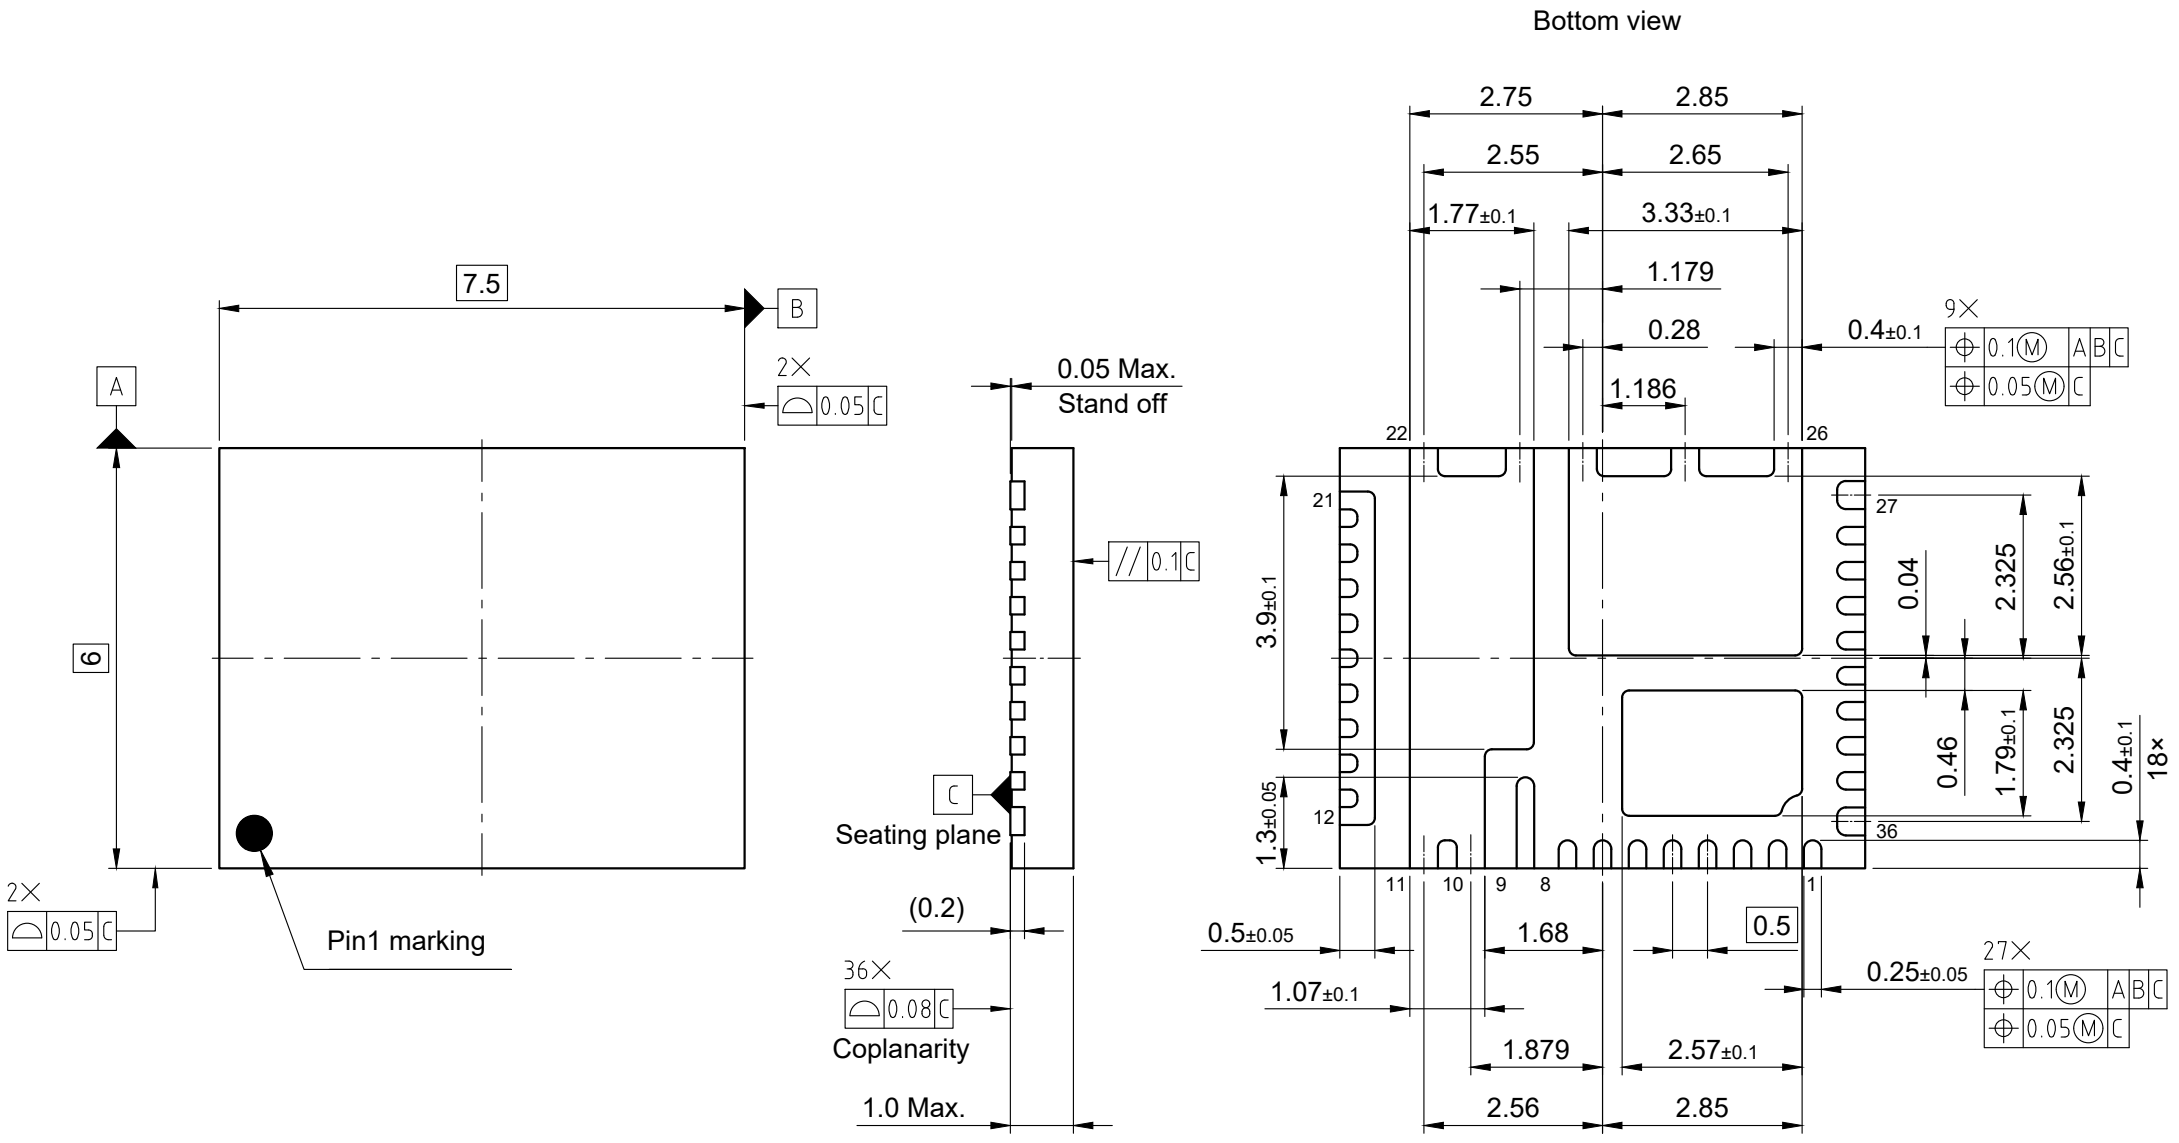 Bottom view
2.75
2.85
2.55
2.65
1.77±0.1
3.33±0.1
1.179
7.5
B
9×
0.28
0.4±0.1
⌖ 0.1Ⓜ A B C
⌖ 0.05Ⓜ C
2×
⌓ 0.05 C
A
0.05 Max.
Stand off
1.186
22
26
21
27
// 0.1 C
3.9±0.1
0.04
2.325
2.56±0.1
6
C
Seating plane
12
1.3±0.05
0.46
1.79±0.1
2.325
0.4±0.1
18×
36
11
10
9
8
1
2×
⌓ 0.05 C
Pin1 marking
(0.2)
0.5±0.05
1.68
0.5
36×
⌓ 0.08 C
Coplanarity
1.07±0.1
0.25±0.05
27×
⌖ 0.1Ⓜ A B C
⌖ 0.05Ⓜ C
1.879
2.57±0.1
1.0 Max.
2.56
2.85